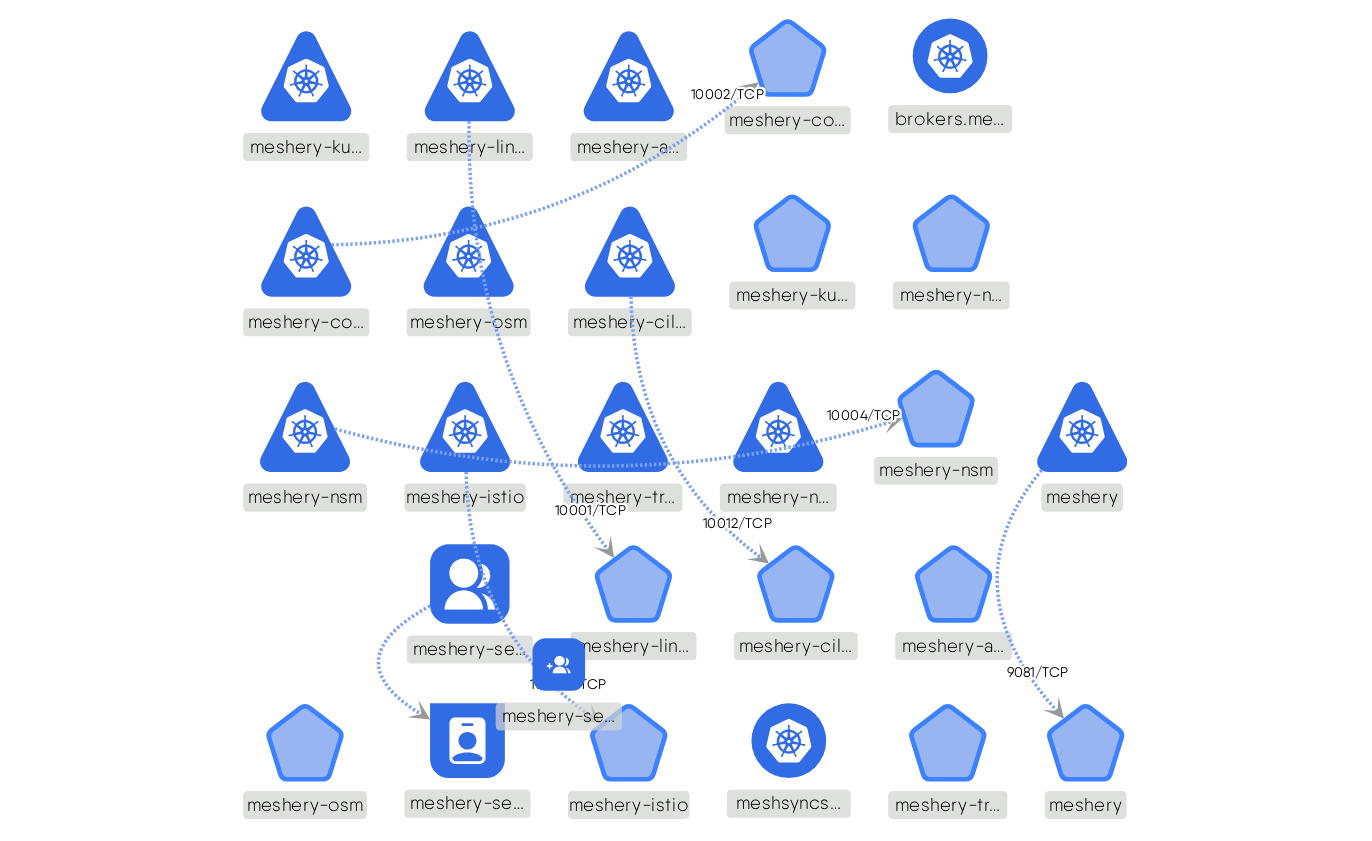 10002/TCP
meshery-ku...
meshery-lin...
meshery-a...
meshery-co...
brokers.me...
meshery-co...
meshery-osm
meshery-cil...
meshery-ku...
meshery-n...
10004/TCP
meshery-nsm
meshery-istio
meshery-tr...
meshery-n...
meshery-nsm
meshery
10001/TCP
10012/TCP
meshery-se...
meshery-lin...
meshery-cil...
meshery-a...
9081/TCP
meshery-se...
meshery-osm
meshery-se...
meshery-istio
meshsyncs...
meshery-tr...
meshery